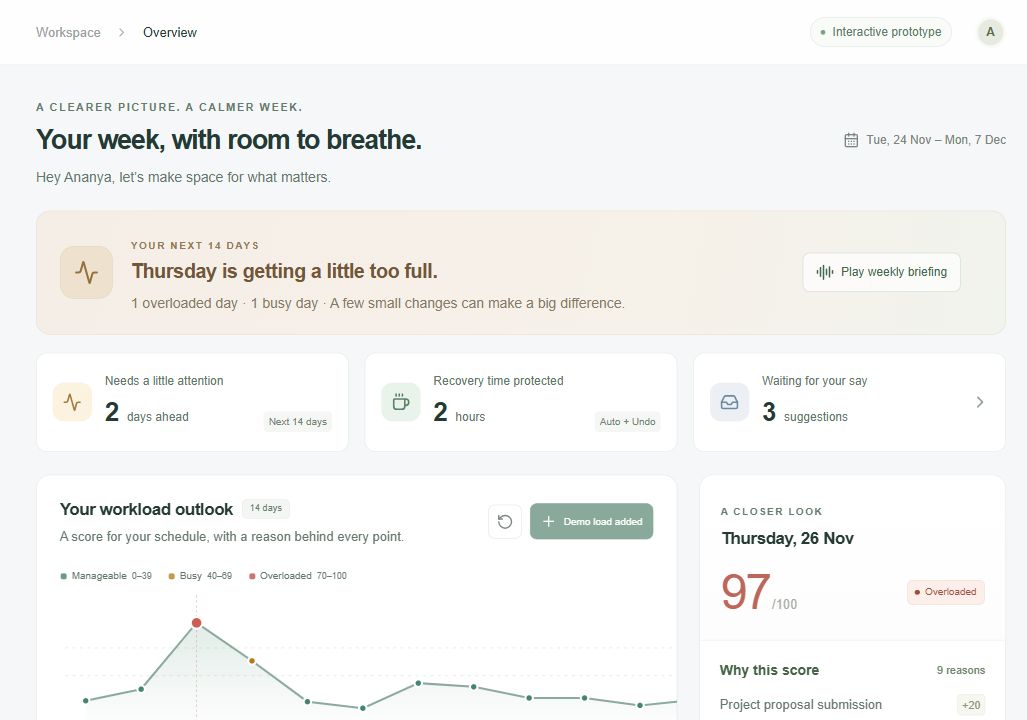 Workspace > Overview
Interactive prototype
A
A CLEARER PICTURE. A CALMER WEEK.
Your week, with room to breathe.
Tue, 24 Nov – Mon, 7 Dec
Hey Ananya, let's make space for what matters.
YOUR NEXT 14 DAYS
Thursday is getting a little too full.
1 overloaded day · 1 busy day · A few small changes can make a big difference.
Play weekly briefing
Needs a little attention
2 days ahead
Next 14 days
Recovery time protected
2 hours
Auto + Undo
Waiting for your say
3 suggestions
Your workload outlook
14 days
A score for your schedule, with a reason behind every point.
Demo load added
Manageable 0–39
Busy 40–69
Overloaded 70–100
A CLOSER LOOK
Thursday, 26 Nov
97/100
Overloaded
Why this score
9 reasons
Project proposal submission
+20